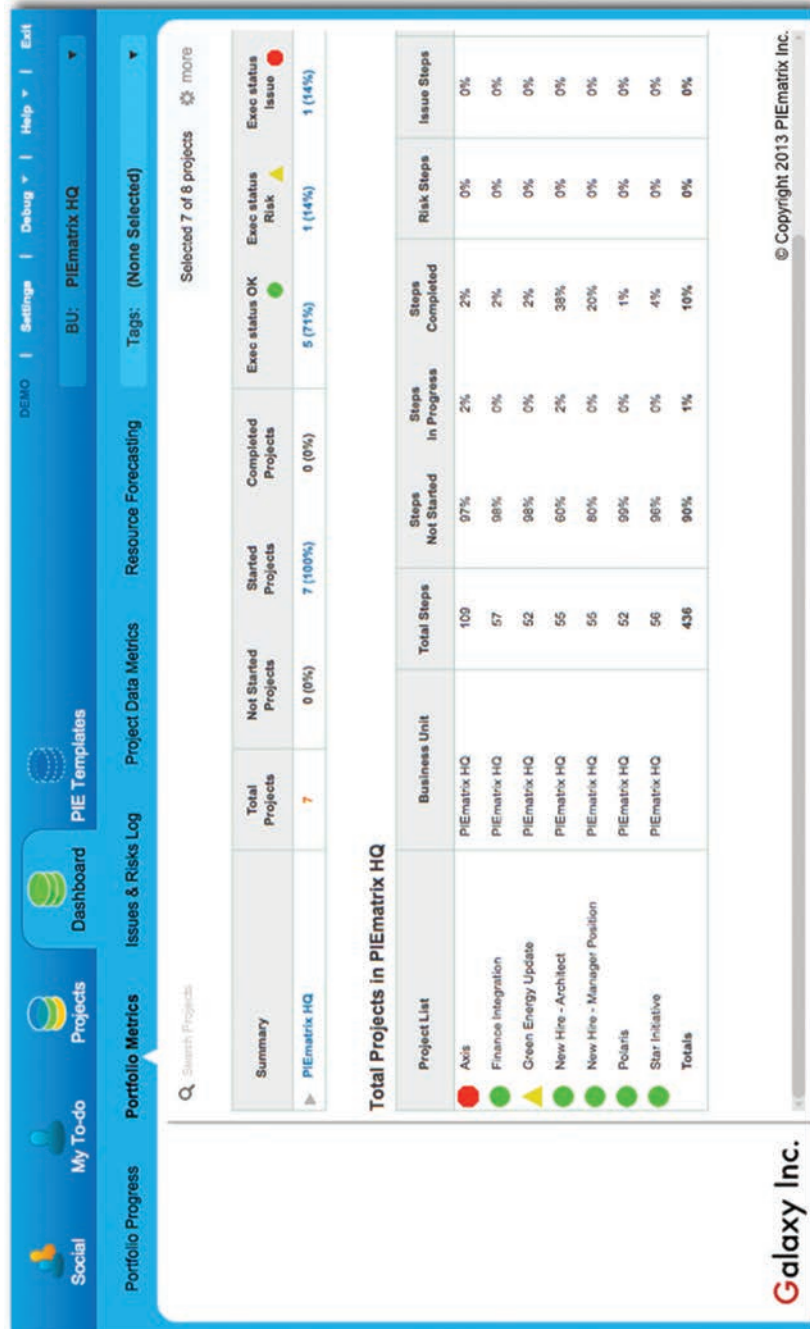 DEMO | Settings | Debug | Help | Exit
Social My To-do Projects Dashboard PIE Templates BU: PIEmatrix HQ
Portfolio Progress Portfolio Metrics Issues & Risks Log Project Data Metrics Resource Forecasting Tags: (None Selected)
Search Projects Selected 7 of 8 projects more
Summary Total Projects Not Started Projects Started Projects Completed Projects Exec status OK Exec status Risk Exec status Issue
PIEmatrix HQ 7 0 (0%) 7 (100%) 0 (0%) 5 (71%) 1 (14%) 1 (14%)
Total Projects in PIEmatrix HQ
Project List Business Unit Total Steps Steps Not Started Steps In Progress Steps Completed Risk Steps Issue Steps
Axis PIEmatrix HQ 109 97% 2% 2% 0% 0%
Finance Integration PIEmatrix HQ 57 98% 0% 2% 0% 0%
Green Energy Update PIEmatrix HQ 52 98% 0% 2% 0% 0%
New Hire - Architect PIEmatrix HQ 55 60% 2% 38% 0% 0%
New Hire - Manager Position PIEmatrix HQ 55 80% 0% 20% 0% 0%
Polaris PIEmatrix HQ 52 99% 0% 1% 0% 0%
Star Initiative PIEmatrix HQ 56 96% 0% 4% 0% 0%
Totals 436 90% 1% 10% 0% 0%
Galaxy Inc.
© Copyright 2013 PIEmatrix Inc.